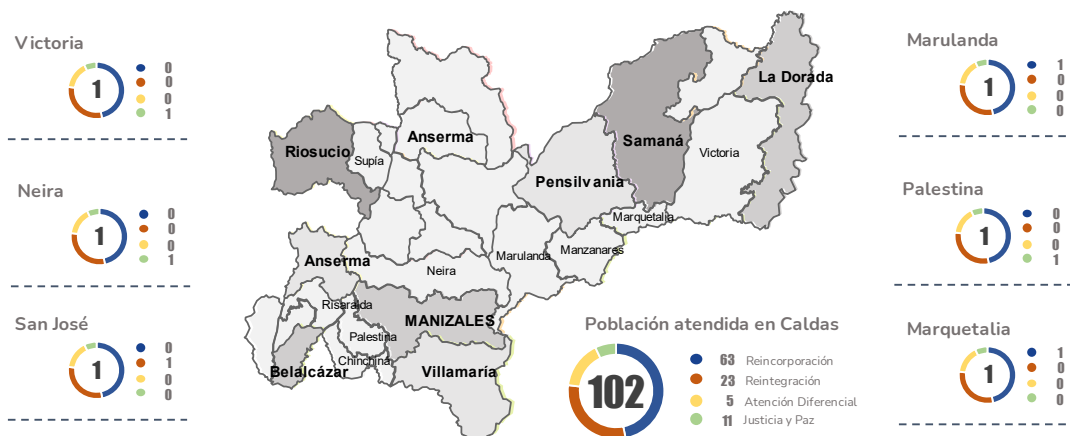 Victoria
1
0
0
0
1
Neira
1
0
0
0
1
San José
1
0
1
0
0
La Dorada
Anserma
Samaná
Riosucio
Supía
Victoria
Pensilvania
Marquetalia
Anserma
Neira
Marulanda
Manzanares
Risaralda
MANIZALES
Palestina
Chinchiná
Belalcázar
Villamaría
Población atendida en Caldas
102
63 Reincorporación
23 Reintegración
5 Atención Diferencial
11 Justicia y Paz
Marulanda
1
1
0
0
0
Palestina
1
0
0
0
1
Marquetalia
1
1
0
0
0